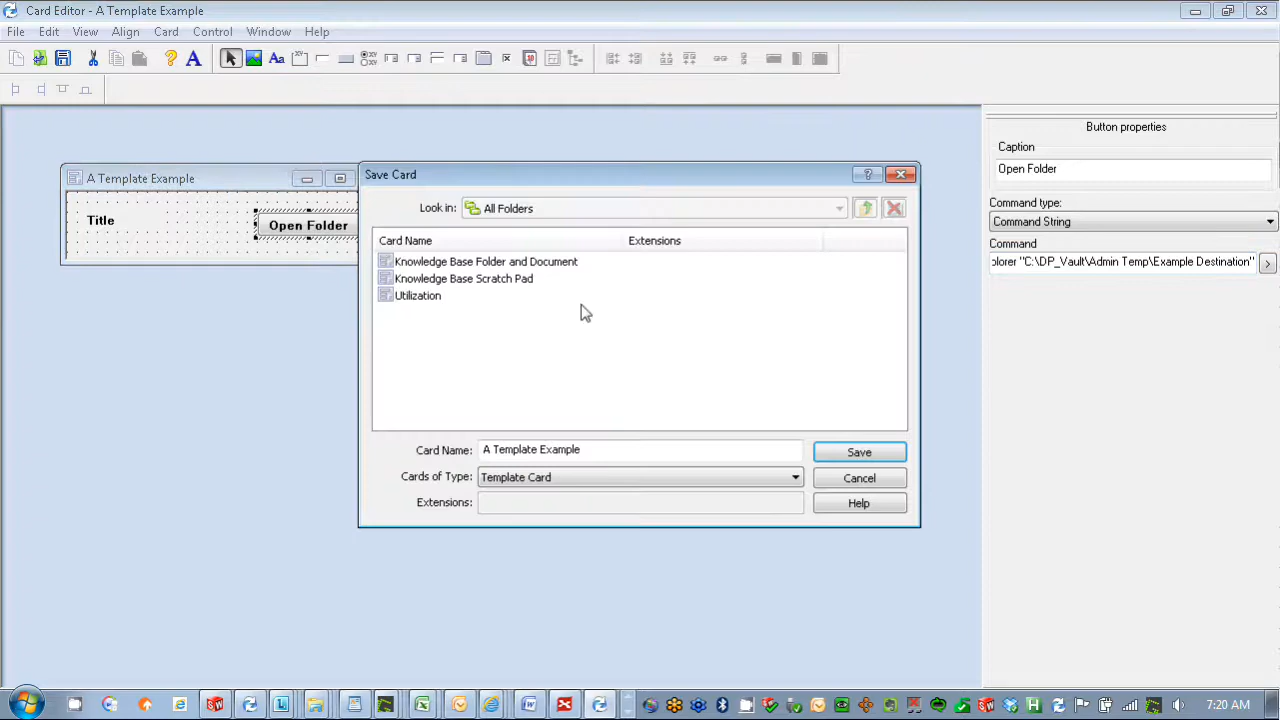 Card Editor - A Template Example
File Edit View Align Card Control Window Help
A Template Example
Title
Open Folder
Save Card
Look in: All Folders
Card Name Extensions
Knowledge Base Folder and Document
Knowledge Base Scratch Pad
Utilization
Card Name: A Template Example
Save
Cards of Type: Template Card
Cancel
Extensions:
Help
Button properties
Caption
Open Folder
Command type:
Command String
Command
plorer "C:\DP_Vault\Admin Temp\Example Destination"
7:20 AM